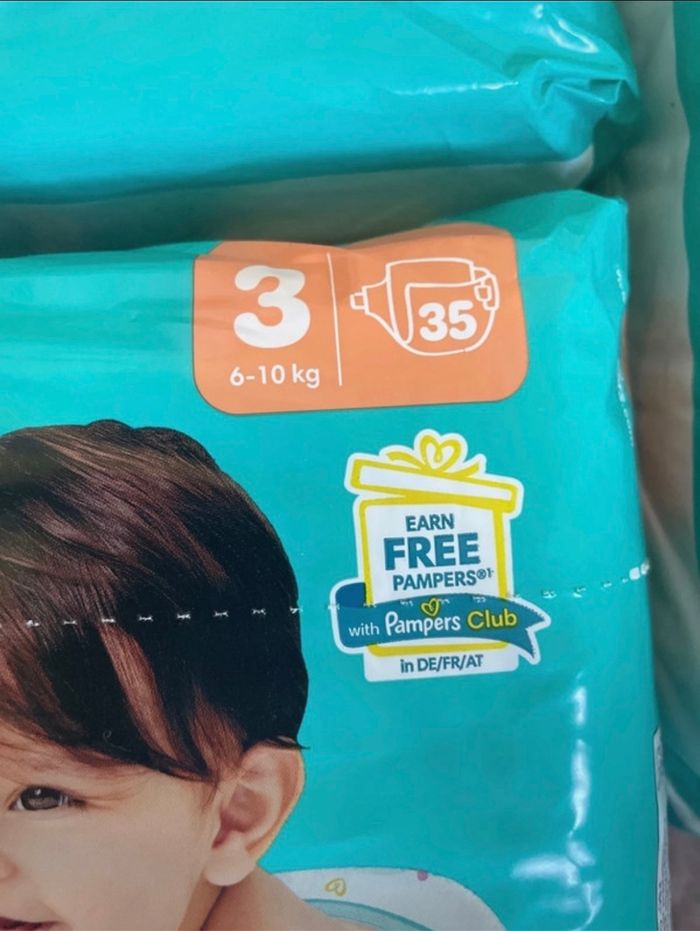 3
6-10 kg
35
EARN
FREE
PAMPERS®1
with Pampers Club
in DE/FR/AT